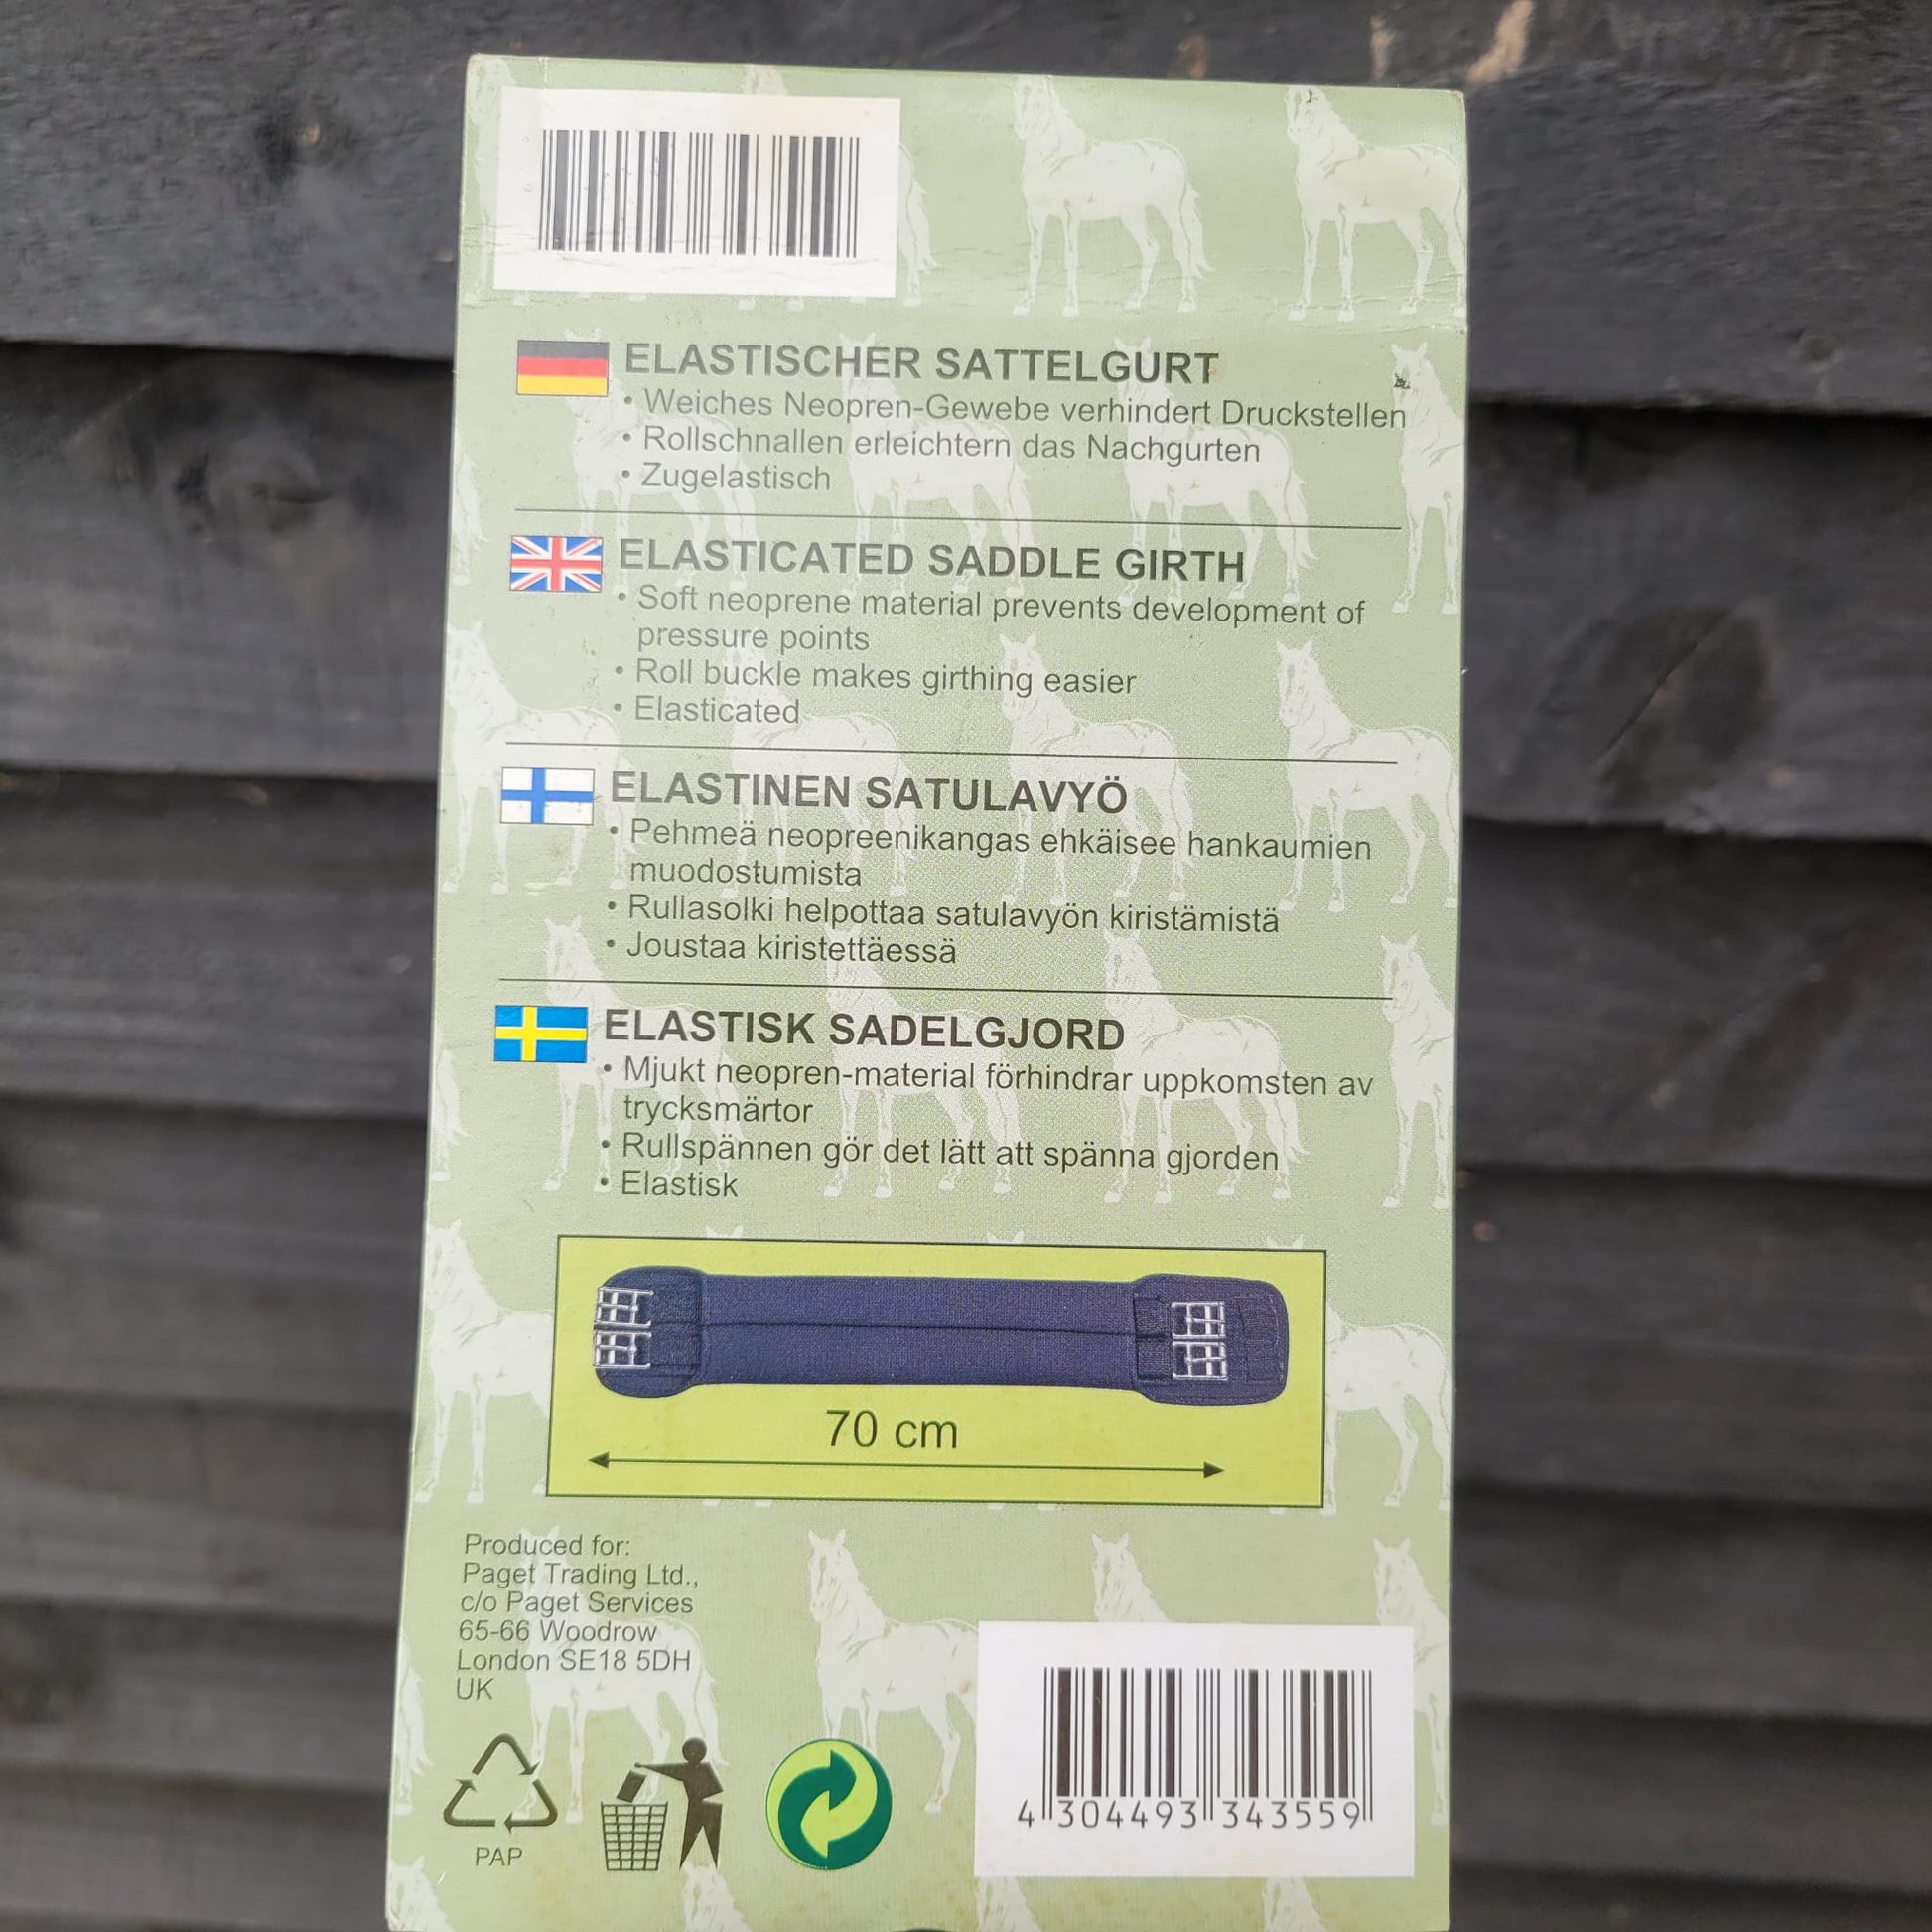 ELASTISCHER SATTELGURT
• Weiches Neopren-Gewebe verhindert Druckstellen
• Rollschnallen erleichtern das Nachgurten
• Zugelastisch
ELASTICATED SADDLE GIRTH
• Soft neoprene material prevents development of
pressure points
• Roll buckle makes girthing easier
• Elasticated
ELASTINEN SATULAVYÖ
• Pehmeä neopreenikangas ehkäisee hankaumien
muodostumista
• Rullasolki helpottaa satulavyön kiristämistä
• Joustaa kiristettäessä
ELASTISK SADELGJORD
• Mjukt neopren-material förhindrar uppkomsten av
trycksmärtor
• Rullspännen gör det lätt att spänna gjorden
• Elastisk
70 cm
Produced for:
Paget Trading Ltd.,
c/o Paget Services
65-66 Woodrow
London SE18 5DH
UK
PAP
4 304493 343559